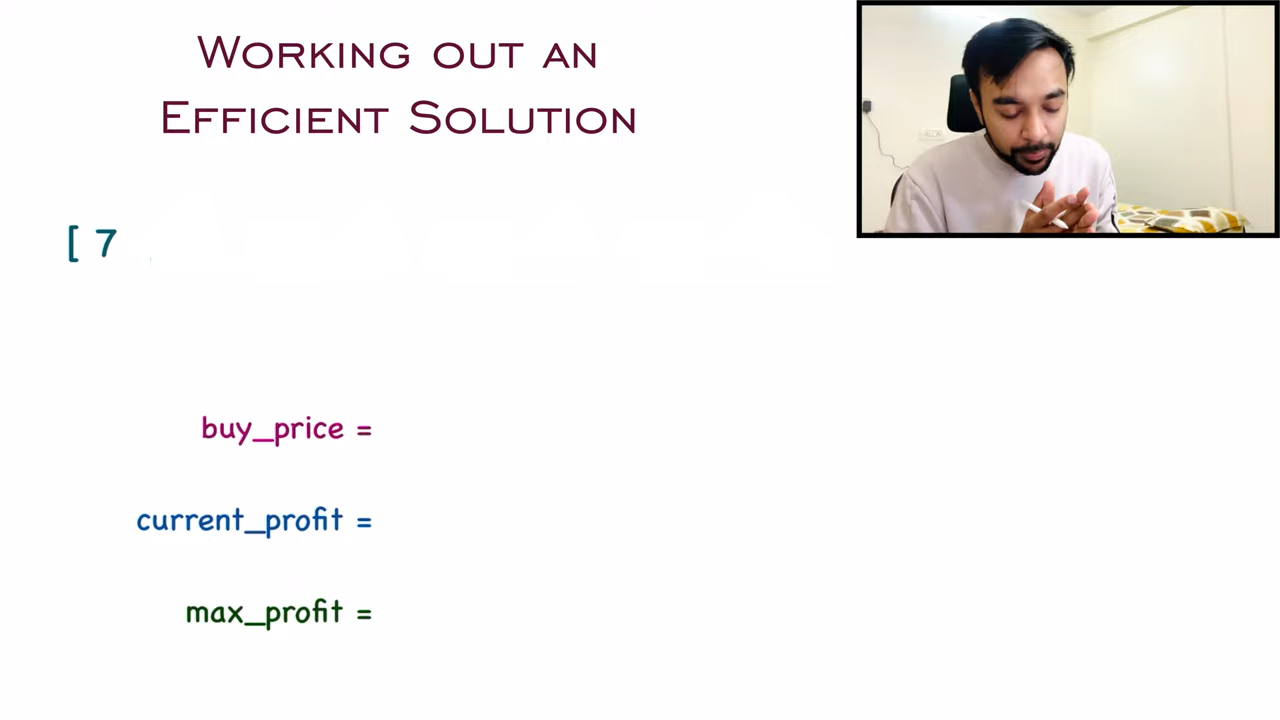 Working out an
Efficient Solution
[ 7
buy_price =
current_profit =
max_profit =